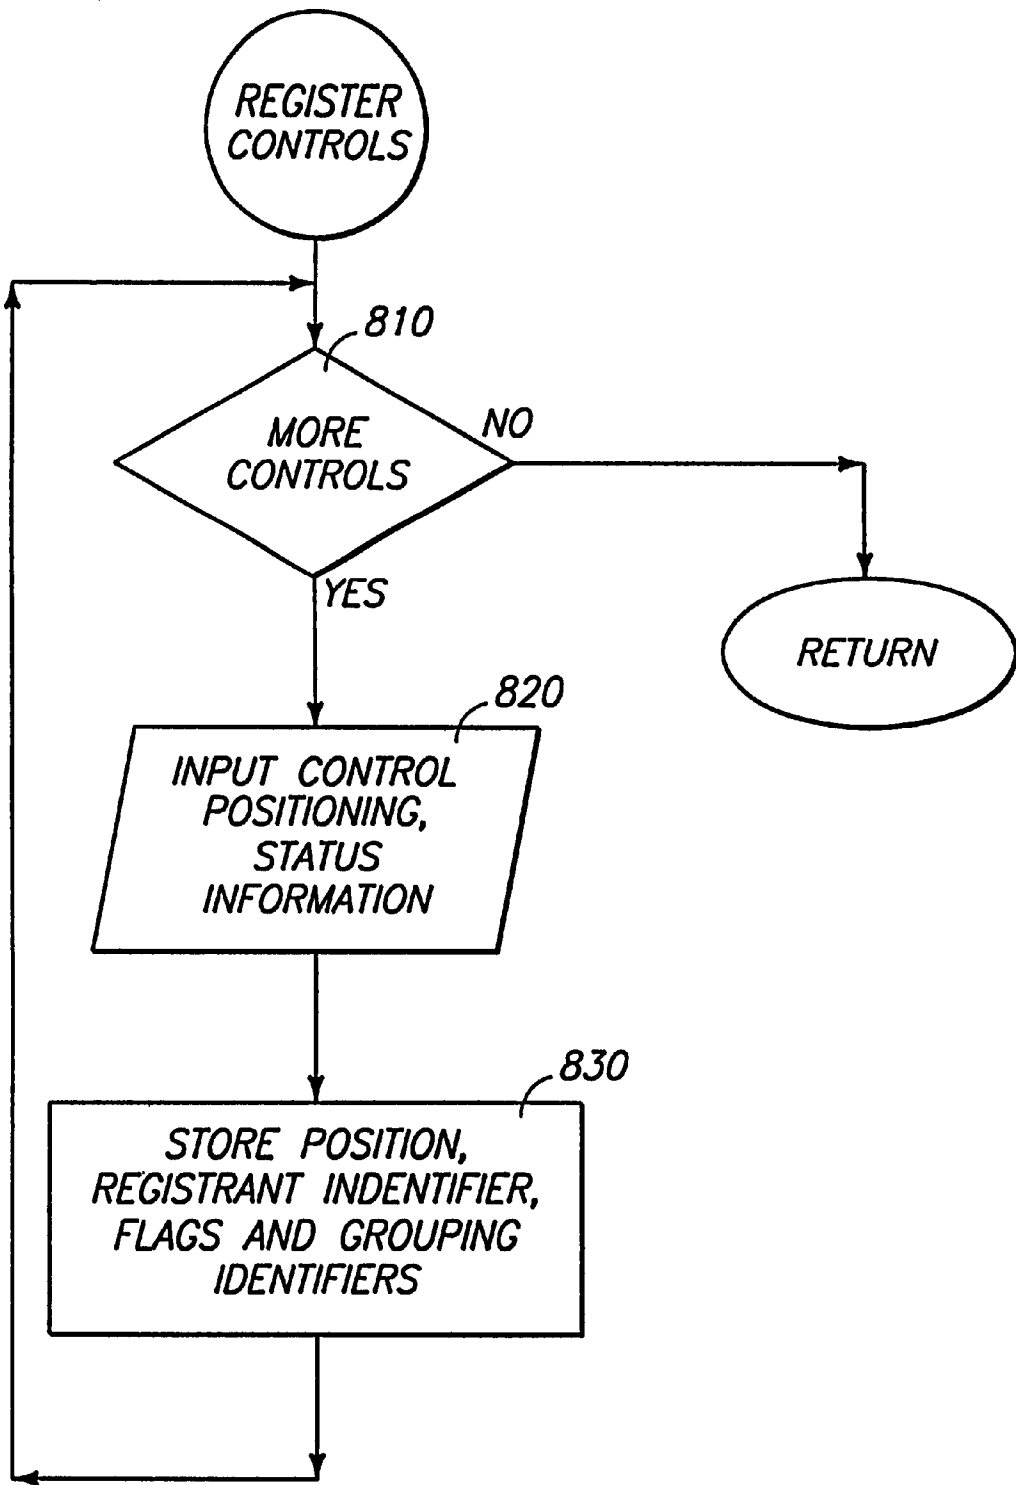 REGISTER
CONTROLS
810
MORE
CONTROLS
NO
YES
RETURN
820
INPUT CONTROL
POSITIONING,
STATUS
INFORMATION
830
STORE POSITION,
REGISTRANT INDENTIFIER,
FLAGS AND GROUPING
IDENTIFIERS